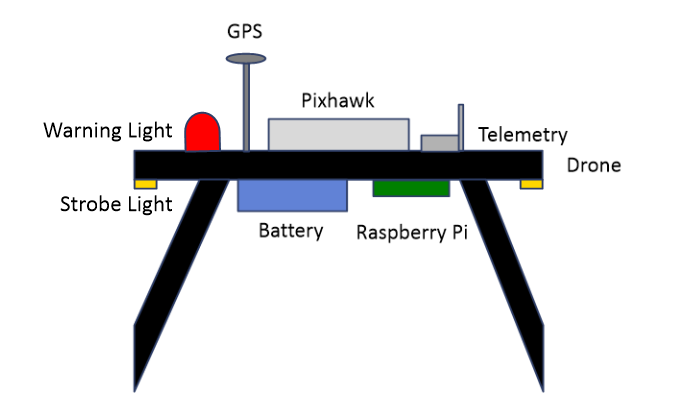 GPS
Pixhawk
Warning Light
Telemetry
Drone
Strobe Light
Battery
Raspberry Pi